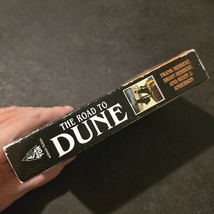 THE ROAD TO
DUNE
FRANK HERBERT,
BRIAN HERBERT,
AND KEVIN J.
ANDERSON